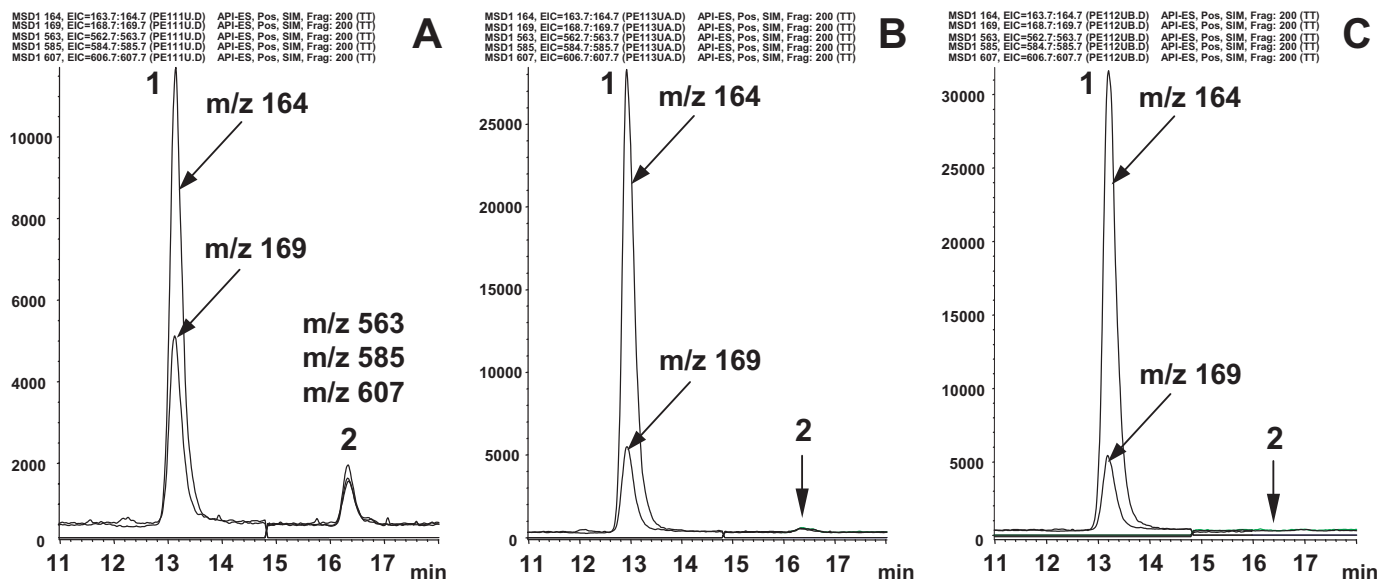 MSD1 164, EIC=163.7:164.7 (PE111U.D) API-ES, Pos, SIM, Frag: 200 (TT)
MSD1 169, EIC=168.7:169.7 (PE111U.D) API-ES, Pos, SIM, Frag: 200 (TT)
MSD1 563, EIC=562.7:563.7 (PE111U.D) API-ES, Pos, SIM, Frag: 200 (TT)
MSD1 585, EIC=584.7:585.7 (PE111U.D) API-ES, Pos, SIM, Frag: 200 (TT)
MSD1 607, EIC=606.7:607.7 (PE111U.D) API-ES, Pos, SIM, Frag: 200 (TT)
A
1
m/z 164
10000
8000
m/z 169
6000
m/z 563
m/z 585
m/z 607
4000
2
2000
0
11 12 13 14 15 16 17 min
MSD1 164, EIC=163.7:164.7 (PE113UA.D) API-ES, Pos, SIM, Frag: 200 (TT)
MSD1 169, EIC=168.7:169.7 (PE113UA.D) API-ES, Pos, SIM, Frag: 200 (TT)
MSD1 563, EIC=562.7:563.7 (PE113UA.D) API-ES, Pos, SIM, Frag: 200 (TT)
MSD1 585, EIC=584.7:585.7 (PE113UA.D) API-ES, Pos, SIM, Frag: 200 (TT)
MSD1 607, EIC=606.7:607.7 (PE113UA.D) API-ES, Pos, SIM, Frag: 200 (TT)
B
1
m/z 164
25000
20000
15000
m/z 169
10000
2
5000
0
11 12 13 14 15 16 17 min
MSD1 164, EIC=163.7:164.7 (PE112UB.D) API-ES, Pos, SIM, Frag: 200 (TT)
MSD1 169, EIC=168.7:169.7 (PE112UB.D) API-ES, Pos, SIM, Frag: 200 (TT)
MSD1 563, EIC=562.7:563.7 (PE112UB.D) API-ES, Pos, SIM, Frag: 200 (TT)
MSD1 585, EIC=584.7:585.7 (PE112UB.D) API-ES, Pos, SIM, Frag: 200 (TT)
MSD1 607, EIC=606.7:607.7 (PE112UB.D) API-ES, Pos, SIM, Frag: 200 (TT)
C
1
m/z 164
30000
25000
20000
15000
m/z 169
10000
2
5000
0
11 12 13 14 15 16 17 min